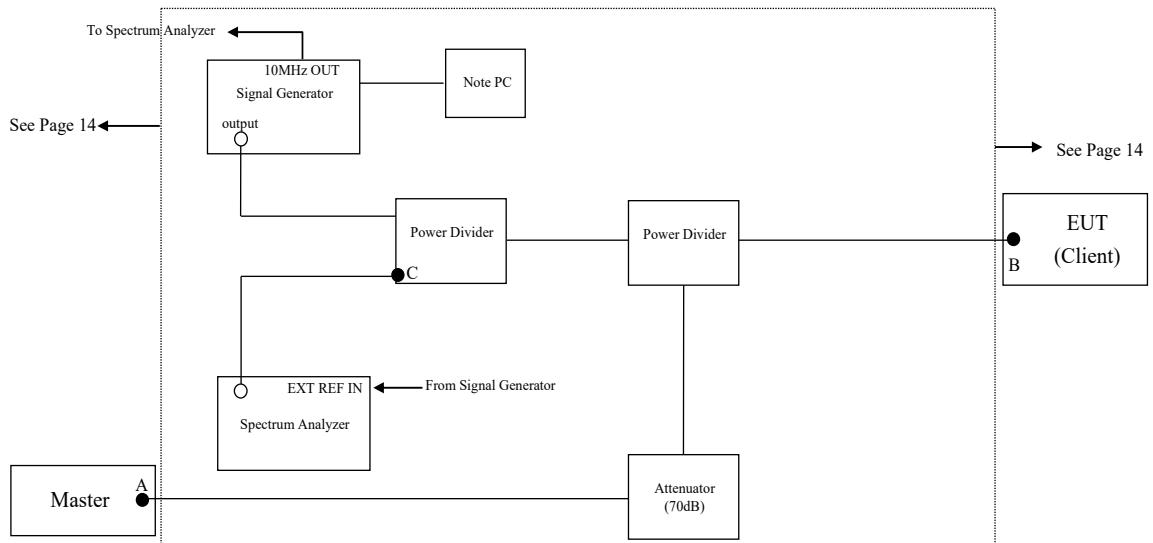 To Spectrum Analyzer
10MHz OUT
Signal Generator
output
Note PC
See Page 14
See Page 14
Power Divider
C
Power Divider
EUT
(Client)
B
EXT REF IN
From Signal Generator
Spectrum Analyzer
Master
A
Attenuator
(70dB)